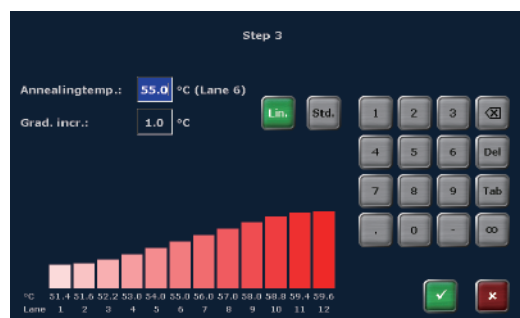 Step 3
Annealingtemp.: 55.0 °C (Lane 6)
Grad. incr.: 1.0 °C
Lin. Std.
1 2 3
4 5 6 Del
7 8 9 Tab
. 0 - ∞
°C 51.4 51.6 52.2 53.0 54.0 55.0 56.0 57.0 58.0 58.8 59.4 59.6
Lane 1 2 3 4 5 6 7 8 9 10 11 12